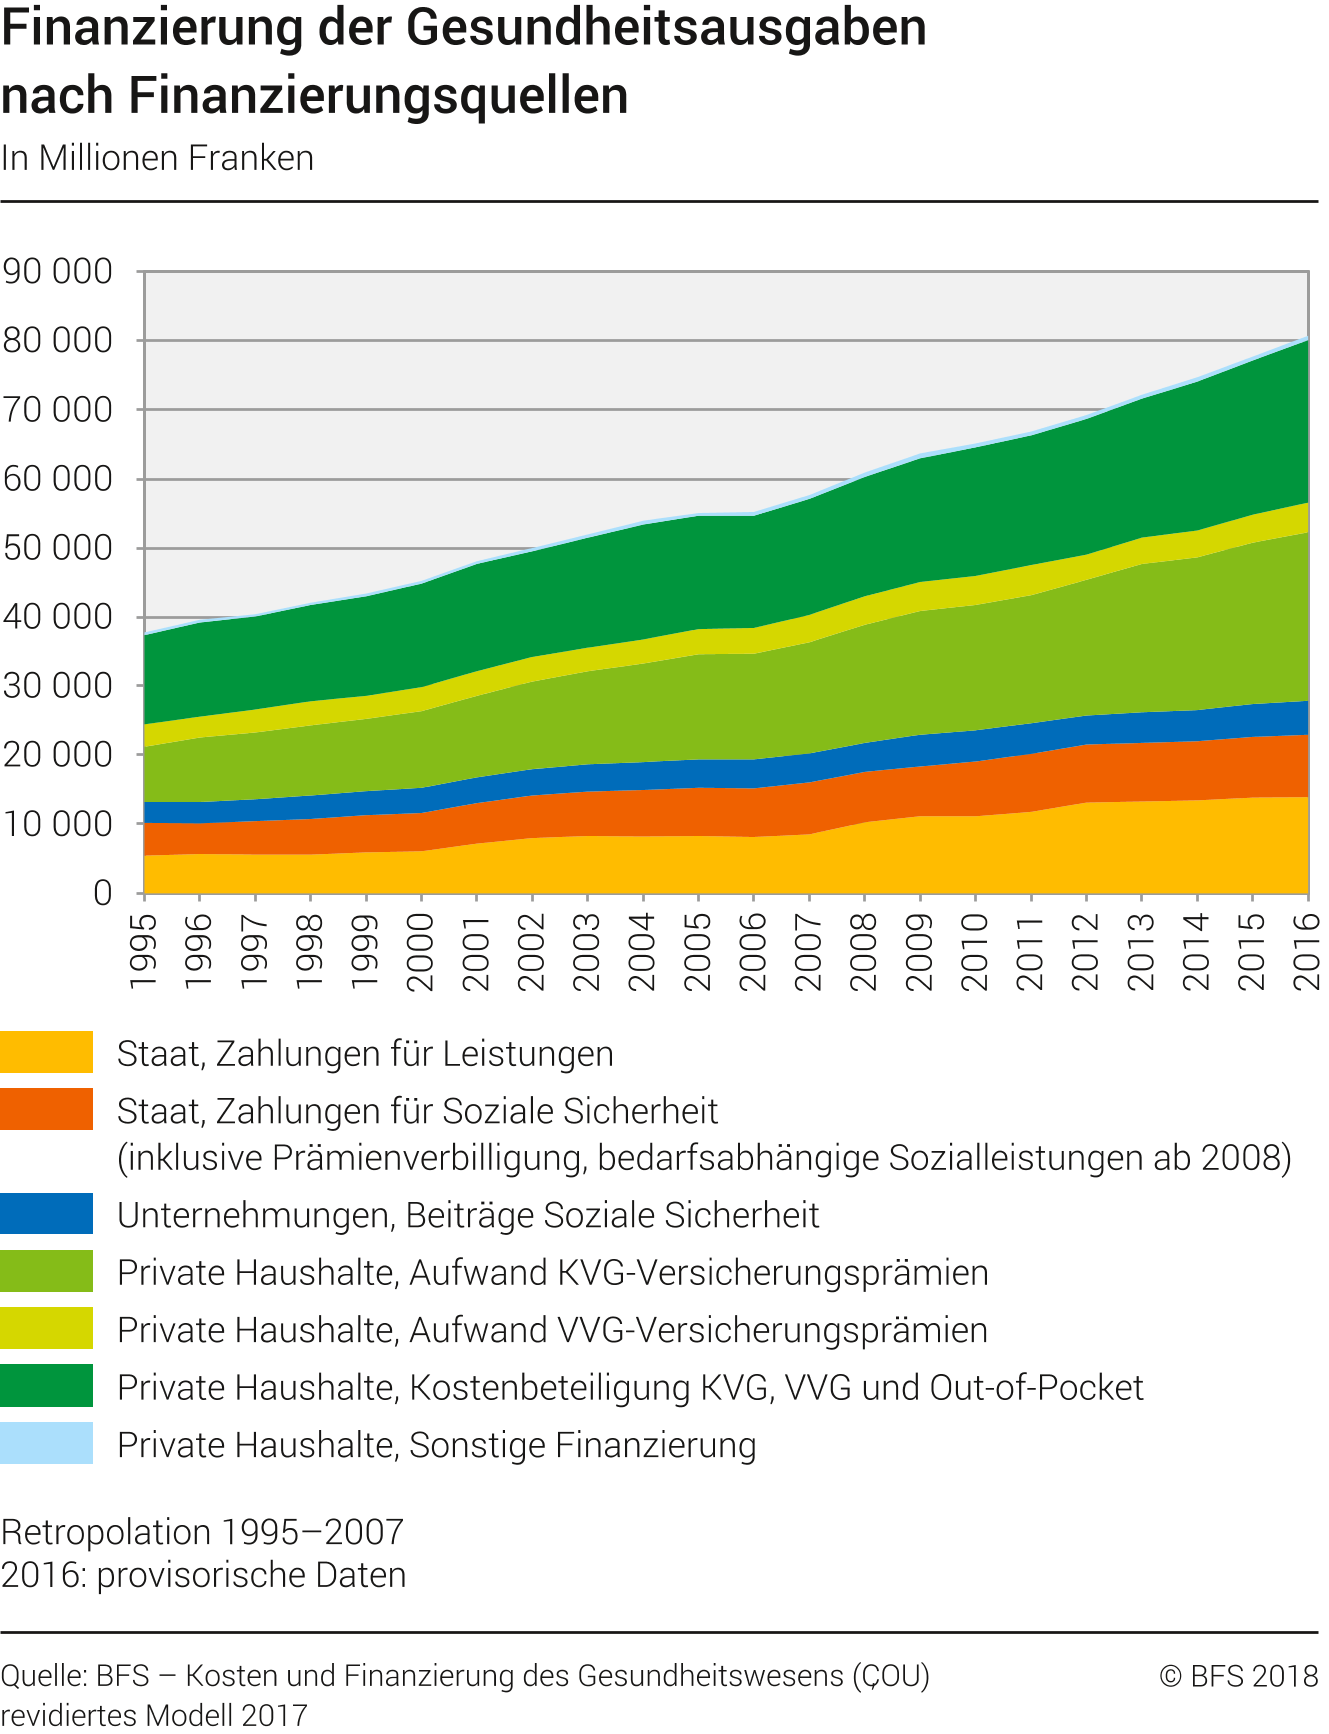 Finanzierung der Gesundheitsausgaben
nach Finanzierungsquellen
In Millionen Franken
90 000
80 000
70 000
60 000
50 000
40 000
30 000
20 000
10 000
0
1995 1996 1997 1998 1999 2000 2001 2002 2003 2004 2005 2006 2007 2008 2009 2010 2011 2012 2013 2014 2015 2016
Staat, Zahlungen für Leistungen
Staat, Zahlungen für Soziale Sicherheit
(inklusive Prämienverbilligung, bedarfsabhängige Sozialleistungen ab 2008)
Unternehmungen, Beiträge Soziale Sicherheit
Private Haushalte, Aufwand KVG-Versicherungsprämien
Private Haushalte, Aufwand VVG-Versicherungsprämien
Private Haushalte, Kostenbeteiligung KVG, VVG und Out-of-Pocket
Private Haushalte, Sonstige Finanzierung
Retropolation 1995–2007
2016: provisorische Daten
Quelle: BFS – Kosten und Finanzierung des Gesundheitswesens (ÇOU) © BFS 2018
revidiertes Modell 2017